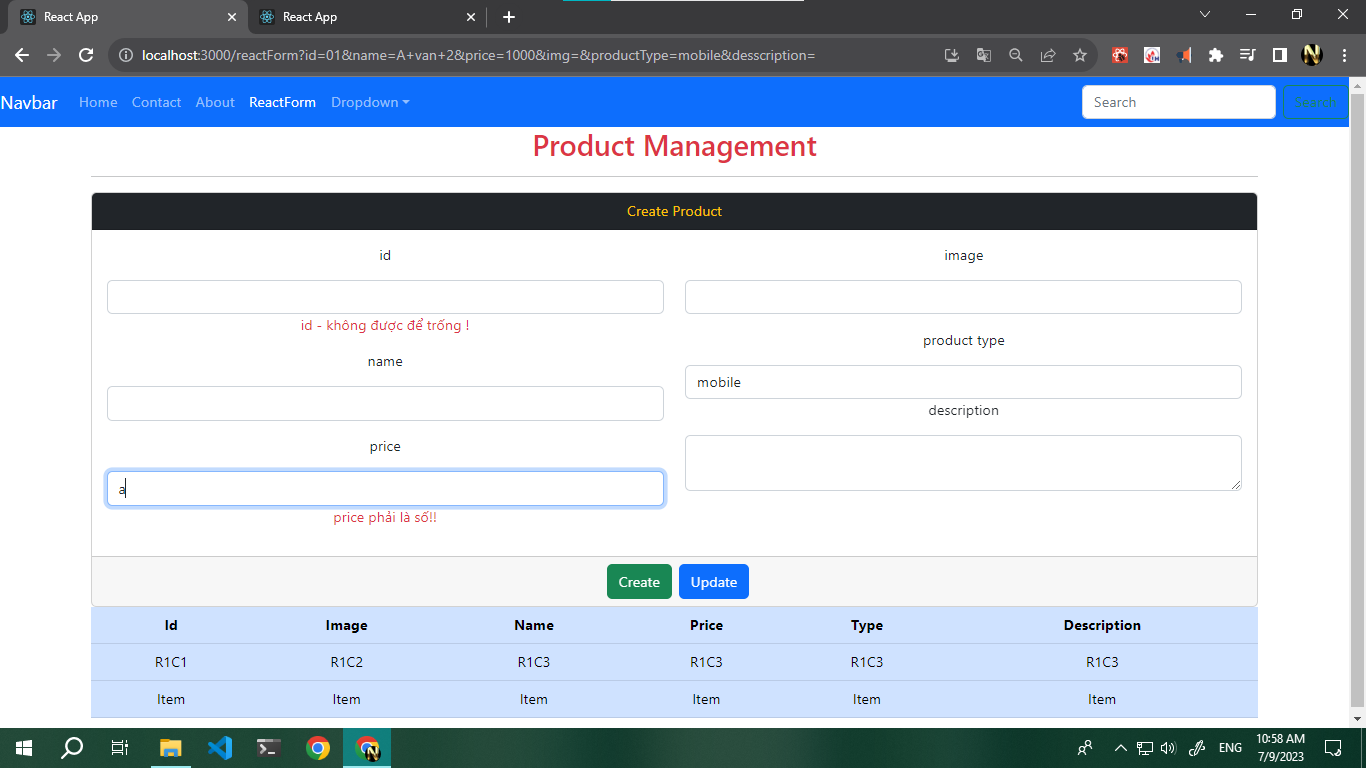 React App
React App
localhost:3000/reactForm?id=01&name=A+van+2&price=1000&img=&productType=mobile&desscription=
Navbar Home Contact About ReactForm Dropdown Search Search
Product Management
Create Product
id
id - không được để trống !
name
price
a
price phải là số!!
image
product type
mobile
description
Create Update
Id Image Name Price Type Description
R1C1 R1C2 R1C3 R1C3 R1C3 R1C3
Item Item Item Item Item Item
ENG
10:58 AM
7/9/2023